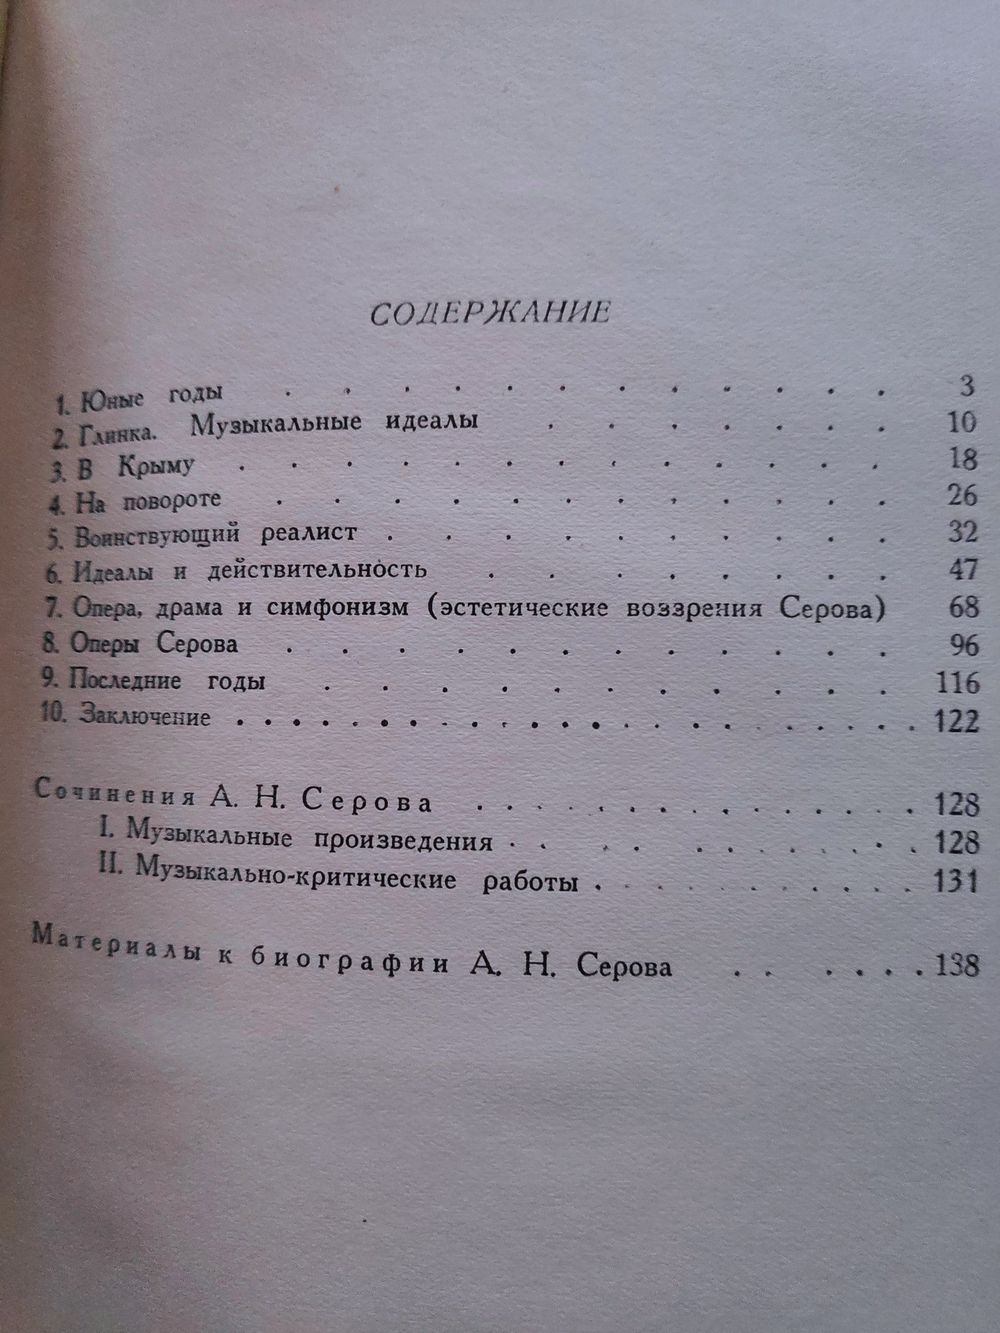 СОДЕРЖАНИЕ
1. Юные годы . . . . . . . . . . . . 3
2. Глинка. Музыкальные идеалы . . . . . . . 10
3. В Крыму . . . . . . . . . . . . . 18
4. На повороте . . . . . . . . . . . . 26
5. Воинствующий реалист . . . . . . . . . . 32
6. Идеалы и действительность . . . . . . . . 47
7. Опера, драма и симфонизм (эстетические воззрения Серова) 68
8. Оперы Серова . . . . . . . . . . . . 96
9. Последние годы . . . . . . . . . . . 116
10. Заключение . . . . . . . . . . . . . . . . . . . . . . . 122
Сочинения А. Н. Серова . . . . . . . . . . . . . . . 128
I. Музыкальные произведения . . . . . . . . . . . . . 128
II. Музыкально-критические работы . . . . . . . . . . . . 131
Материалы к биографии А. Н. Серова . . . . . . . 138